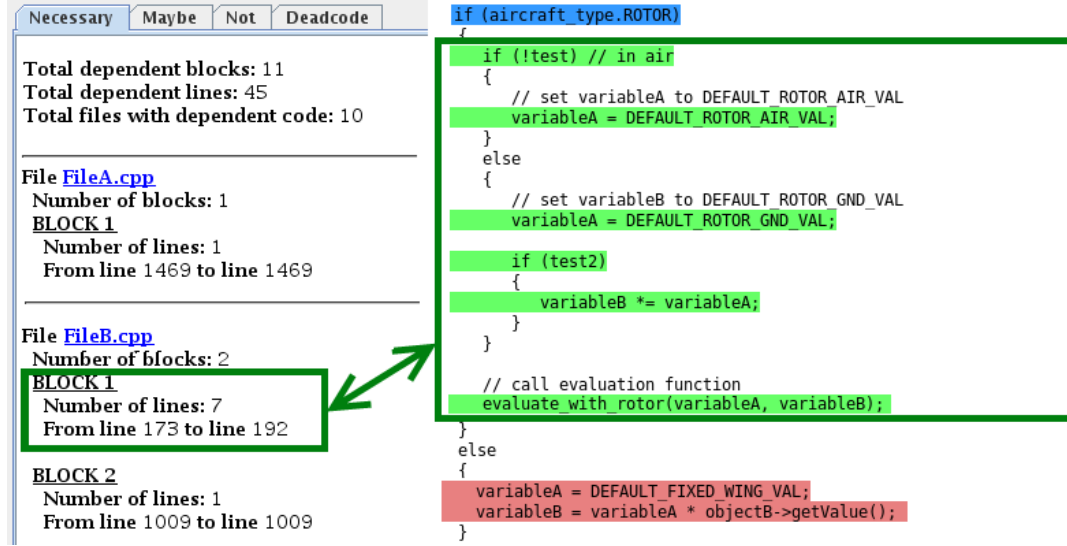 Necessary Maybe Not Deadcode
Total dependent blocks: 11
Total dependent lines: 45
Total files with dependent code: 10
File FileA.cpp
Number of blocks: 1
BLOCK 1
Number of lines: 1
From line 1469 to line 1469
File FileB.cpp
Number of blocks: 2
BLOCK 1
Number of lines: 7
From line 173 to line 192
BLOCK 2
Number of lines: 1
From line 1009 to line 1009
if (aircraft_type.ROTOR)
{
if (!test) // in air
{
// set variableA to DEFAULT_ROTOR_AIR_VAL
variableA = DEFAULT_ROTOR_AIR_VAL;
}
else
{
// set variableB to DEFAULT_ROTOR_GND_VAL
variableA = DEFAULT_ROTOR_GND_VAL;
if (test2)
{
variableB *= variableA;
}
}
// call evaluation function
evaluate_with_rotor(variableA, variableB);
}
else
{
variableA = DEFAULT_FIXED_WING_VAL;
variableB = variableA * objectB->getValue();
}